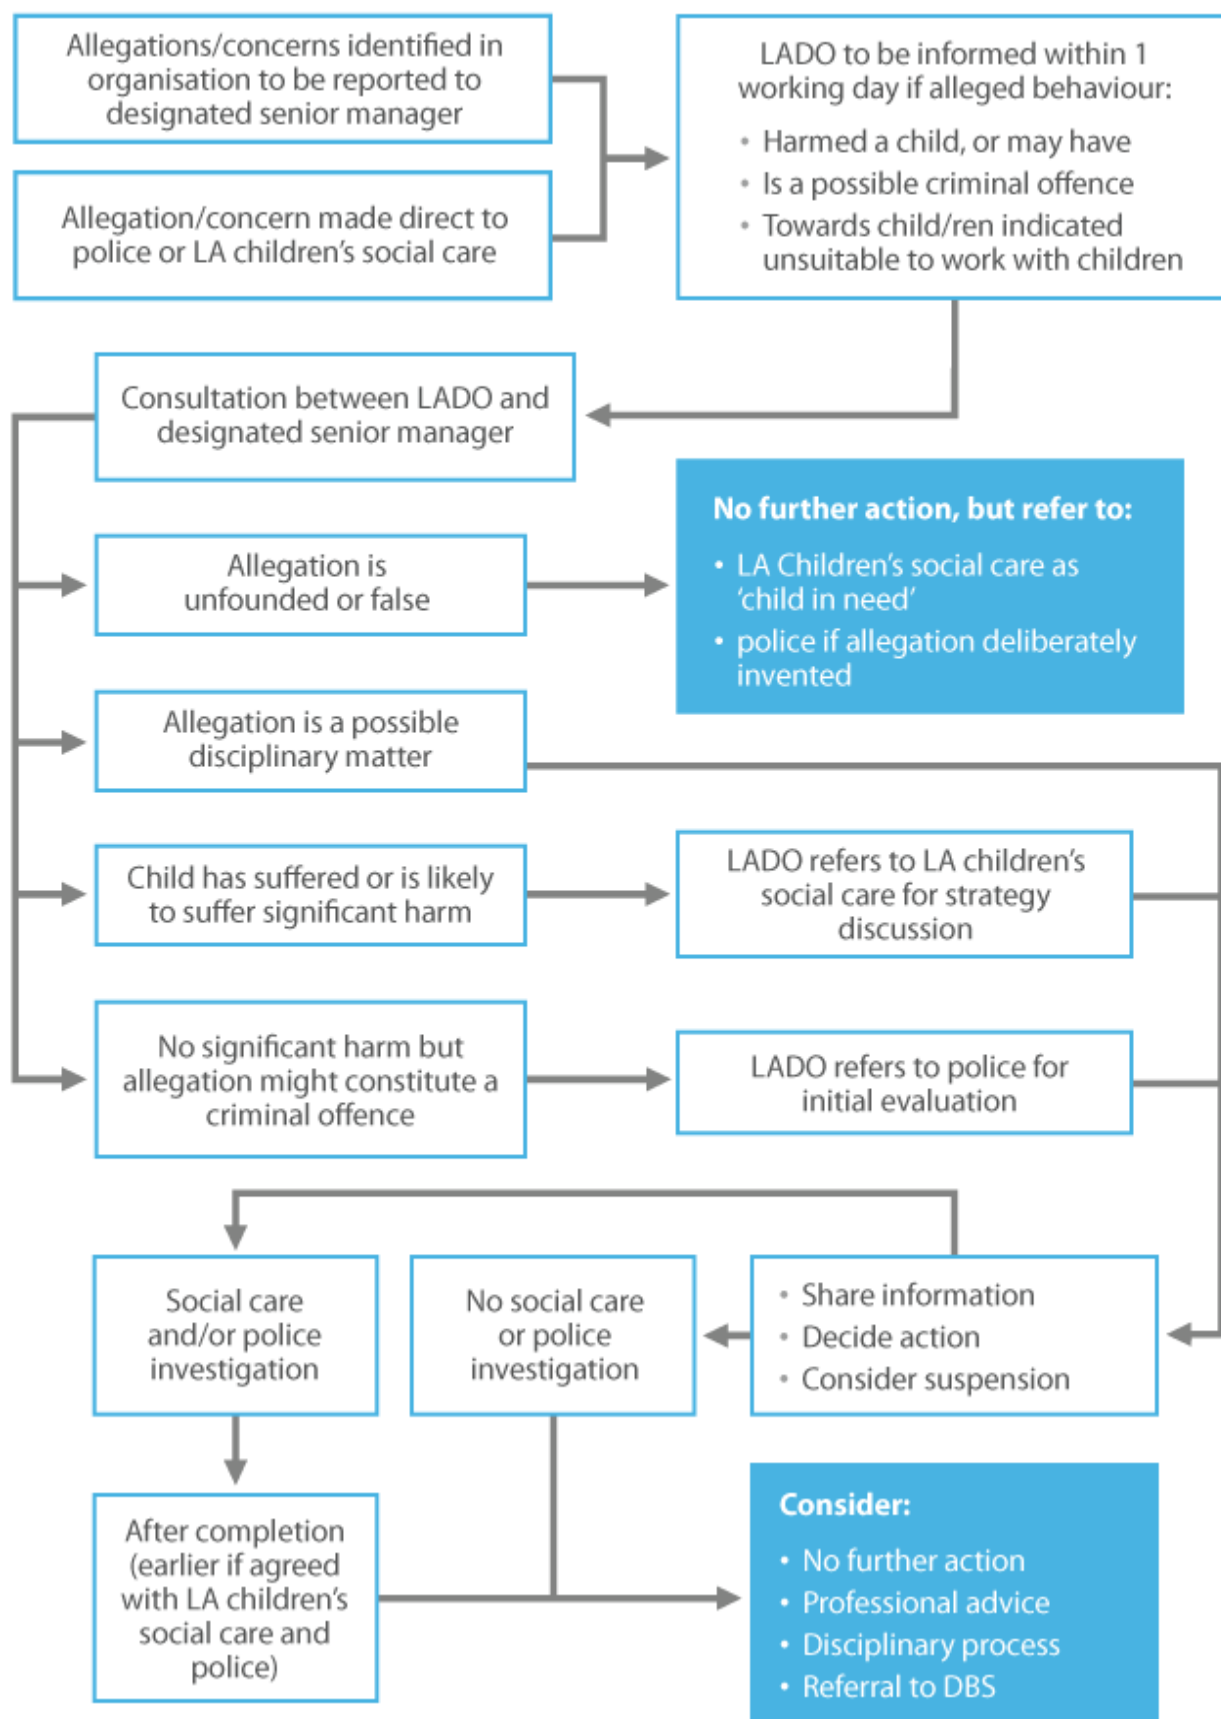 Allegations/concerns identified in
organisation to be reported to
designated senior manager
Allegation/concern made direct to
police or LA children's social care
LADO to be informed within 1
working day if alleged behaviour:
• Harmed a child, or may have
• Is a possible criminal offence
• Towards child/ren indicated
unsuitable to work with children
Consultation between LADO and
designated senior manager
Allegation is
unfounded or false
No further action, but refer to:
• LA Children's social care as
‘child in need’
• police if allegation deliberately
invented
Allegation is a possible
disciplinary matter
Child has suffered or is likely
to suffer significant harm
LADO refers to LA children's
social care for strategy
discussion
No significant harm but
allegation might constitute a
criminal offence
LADO refers to police for
initial evaluation
Social care
and/or police
investigation
No social care
or police
investigation
• Share information
• Decide action
• Consider suspension
After completion
(earlier if agreed
with LA children's
social care and
police)
Consider:
• No further action
• Professional advice
• Disciplinary process
• Referral to DBS